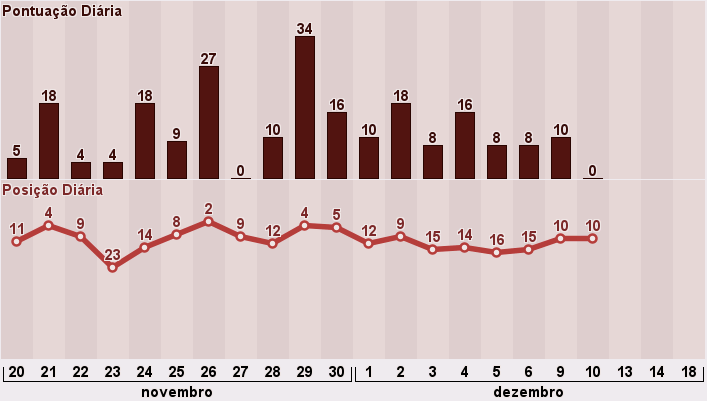 Pontuação Diária
5 18 4 4 18 9 27 0 10 34 16 10 18 8 16 8 8 10 0
Posição Diária
11 4 9 23 14 8 2 9 12 4 5 12 9 15 14 16 15 10 10
20 21 22 23 24 25 26 27 28 29 30 1 2 3 4 5 6 9 10 13 14 18
novembro dezembro